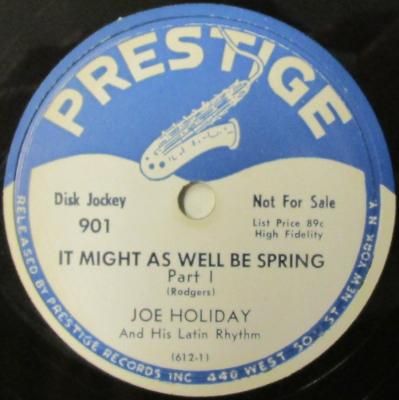 PRESTIGE
Disk Jockey
901
Not For Sale
List Price 89c
High Fidelity
IT MIGHT AS WELL BE SPRING
Part I
(Rodgers)
JOE HOLIDAY
And His Latin Rhythm
(612-1)
RELEASED BY PRESTIGE RECORDS INC 446 WEST 50 ST NEW YORK N.Y.